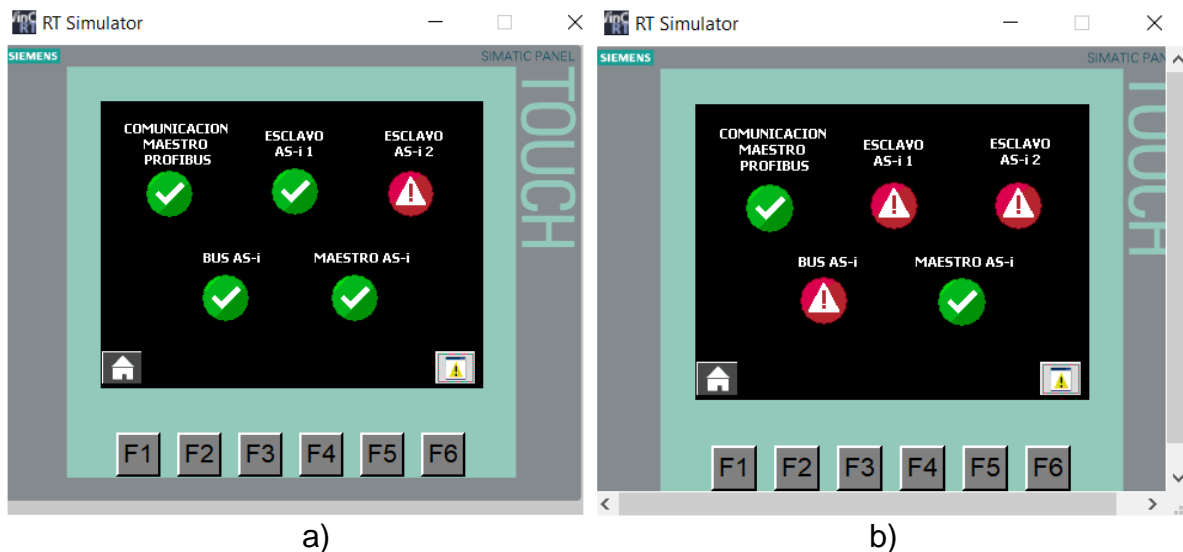 RT Simulator
SIEMENS
SIMATIC PANEL
TOUCH
COMUNICACION
MAESTRO
PROFIBUS
ESCLAVO
AS-i 1
ESCLAVO
AS-i 2
BUS AS-i
MAESTRO AS-i
F1 F2 F3 F4 F5 F6
a)
RT Simulator
SIEMENS
SIMATIC PAN
TOUCH
COMUNICACION
MAESTRO
PROFIBUS
ESCLAVO
AS-i 1
ESCLAVO
AS-i 2
BUS AS-i
MAESTRO AS-i
F1 F2 F3 F4 F5 F6
b)